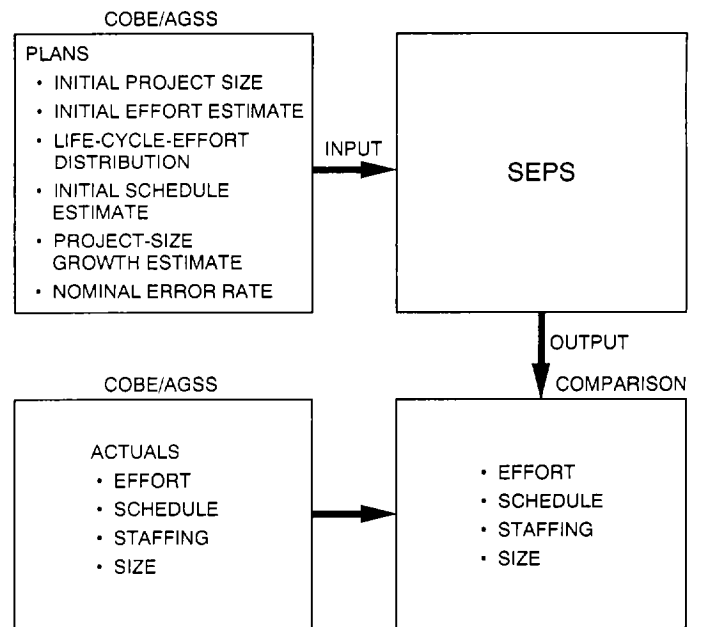 COBE/AGSS
PLANS
• INITIAL PROJECT SIZE
• INITIAL EFFORT ESTIMATE
• LIFE-CYCLE-EFFORT
DISTRIBUTION
• INITIAL SCHEDULE
ESTIMATE
• PROJECT-SIZE
GROWTH ESTIMATE
• NOMINAL ERROR RATE
INPUT
SEPS
OUTPUT
COBE/AGSS
ACTUALS
• EFFORT
• SCHEDULE
• STAFFING
• SIZE
COMPARISON
• EFFORT
• SCHEDULE
• STAFFING
• SIZE